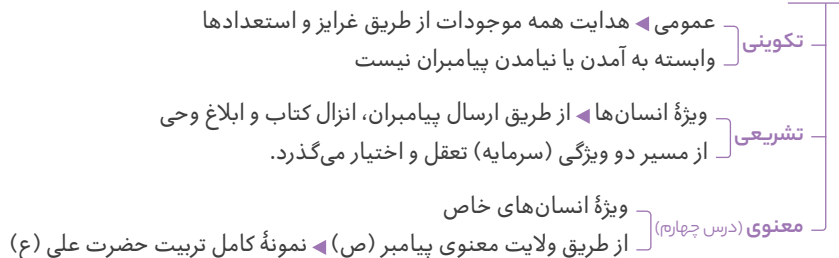 تکوینی
عمومی ◂ هدایت همه موجودات از طریق غرایز و استعدادها
وابسته به آمدن یا نیامدن پیامبران نیست
تشریعی
ویژهٔ انسان‌ها ◂ از طریق ارسال پیامبران، انزال کتاب و ابلاغ وحی
از مسیر دو ویژگی (سرمایه) تعقل و اختیار می‌گذرد.
معنوی (درس چهارم)
ویژهٔ انسان‌های خاص
از طریق ولایت معنوی پیامبر (ص) ◂ نمونهٔ کامل تربیت حضرت علی (ع)